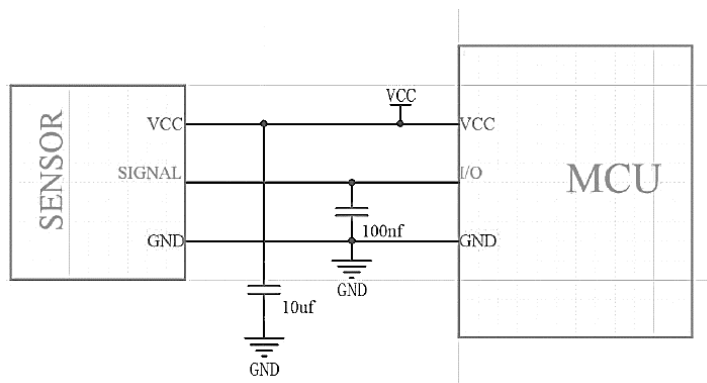 VCC
SENSOR
VCC
VCC
SIGNAL
I/O
MCU
100nf
GND
GND
GND
10uf
GND